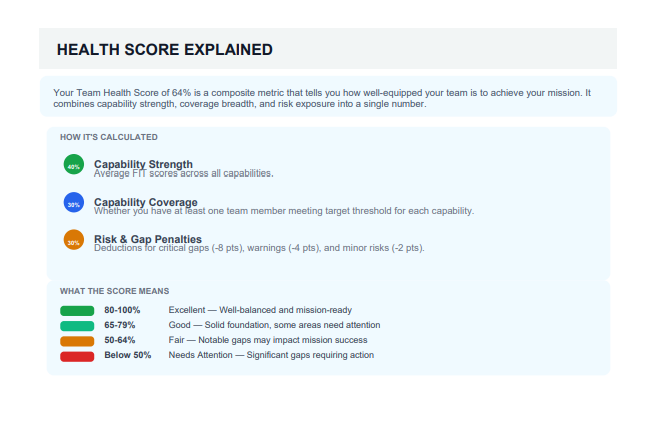 HEALTH SCORE EXPLAINED
Your Team Health Score of 64% is a composite metric that tells you how well-equipped your team is to achieve your mission. It
combines capability strength, coverage breadth, and risk exposure into a single number.
HOW IT'S CALCULATED
40%
Capability Strength
Average FIT scores across all capabilities.
30%
Capability Coverage
Whether you have at least one team member meeting target threshold for each capability.
30%
Risk & Gap Penalties
Deductions for critical gaps (-8 pts), warnings (-4 pts), and minor risks (-2 pts).
WHAT THE SCORE MEANS
80-100% Excellent — Well-balanced and mission-ready
65-79% Good — Solid foundation, some areas need attention
50-64% Fair — Notable gaps may impact mission success
Below 50% Needs Attention — Significant gaps requiring action